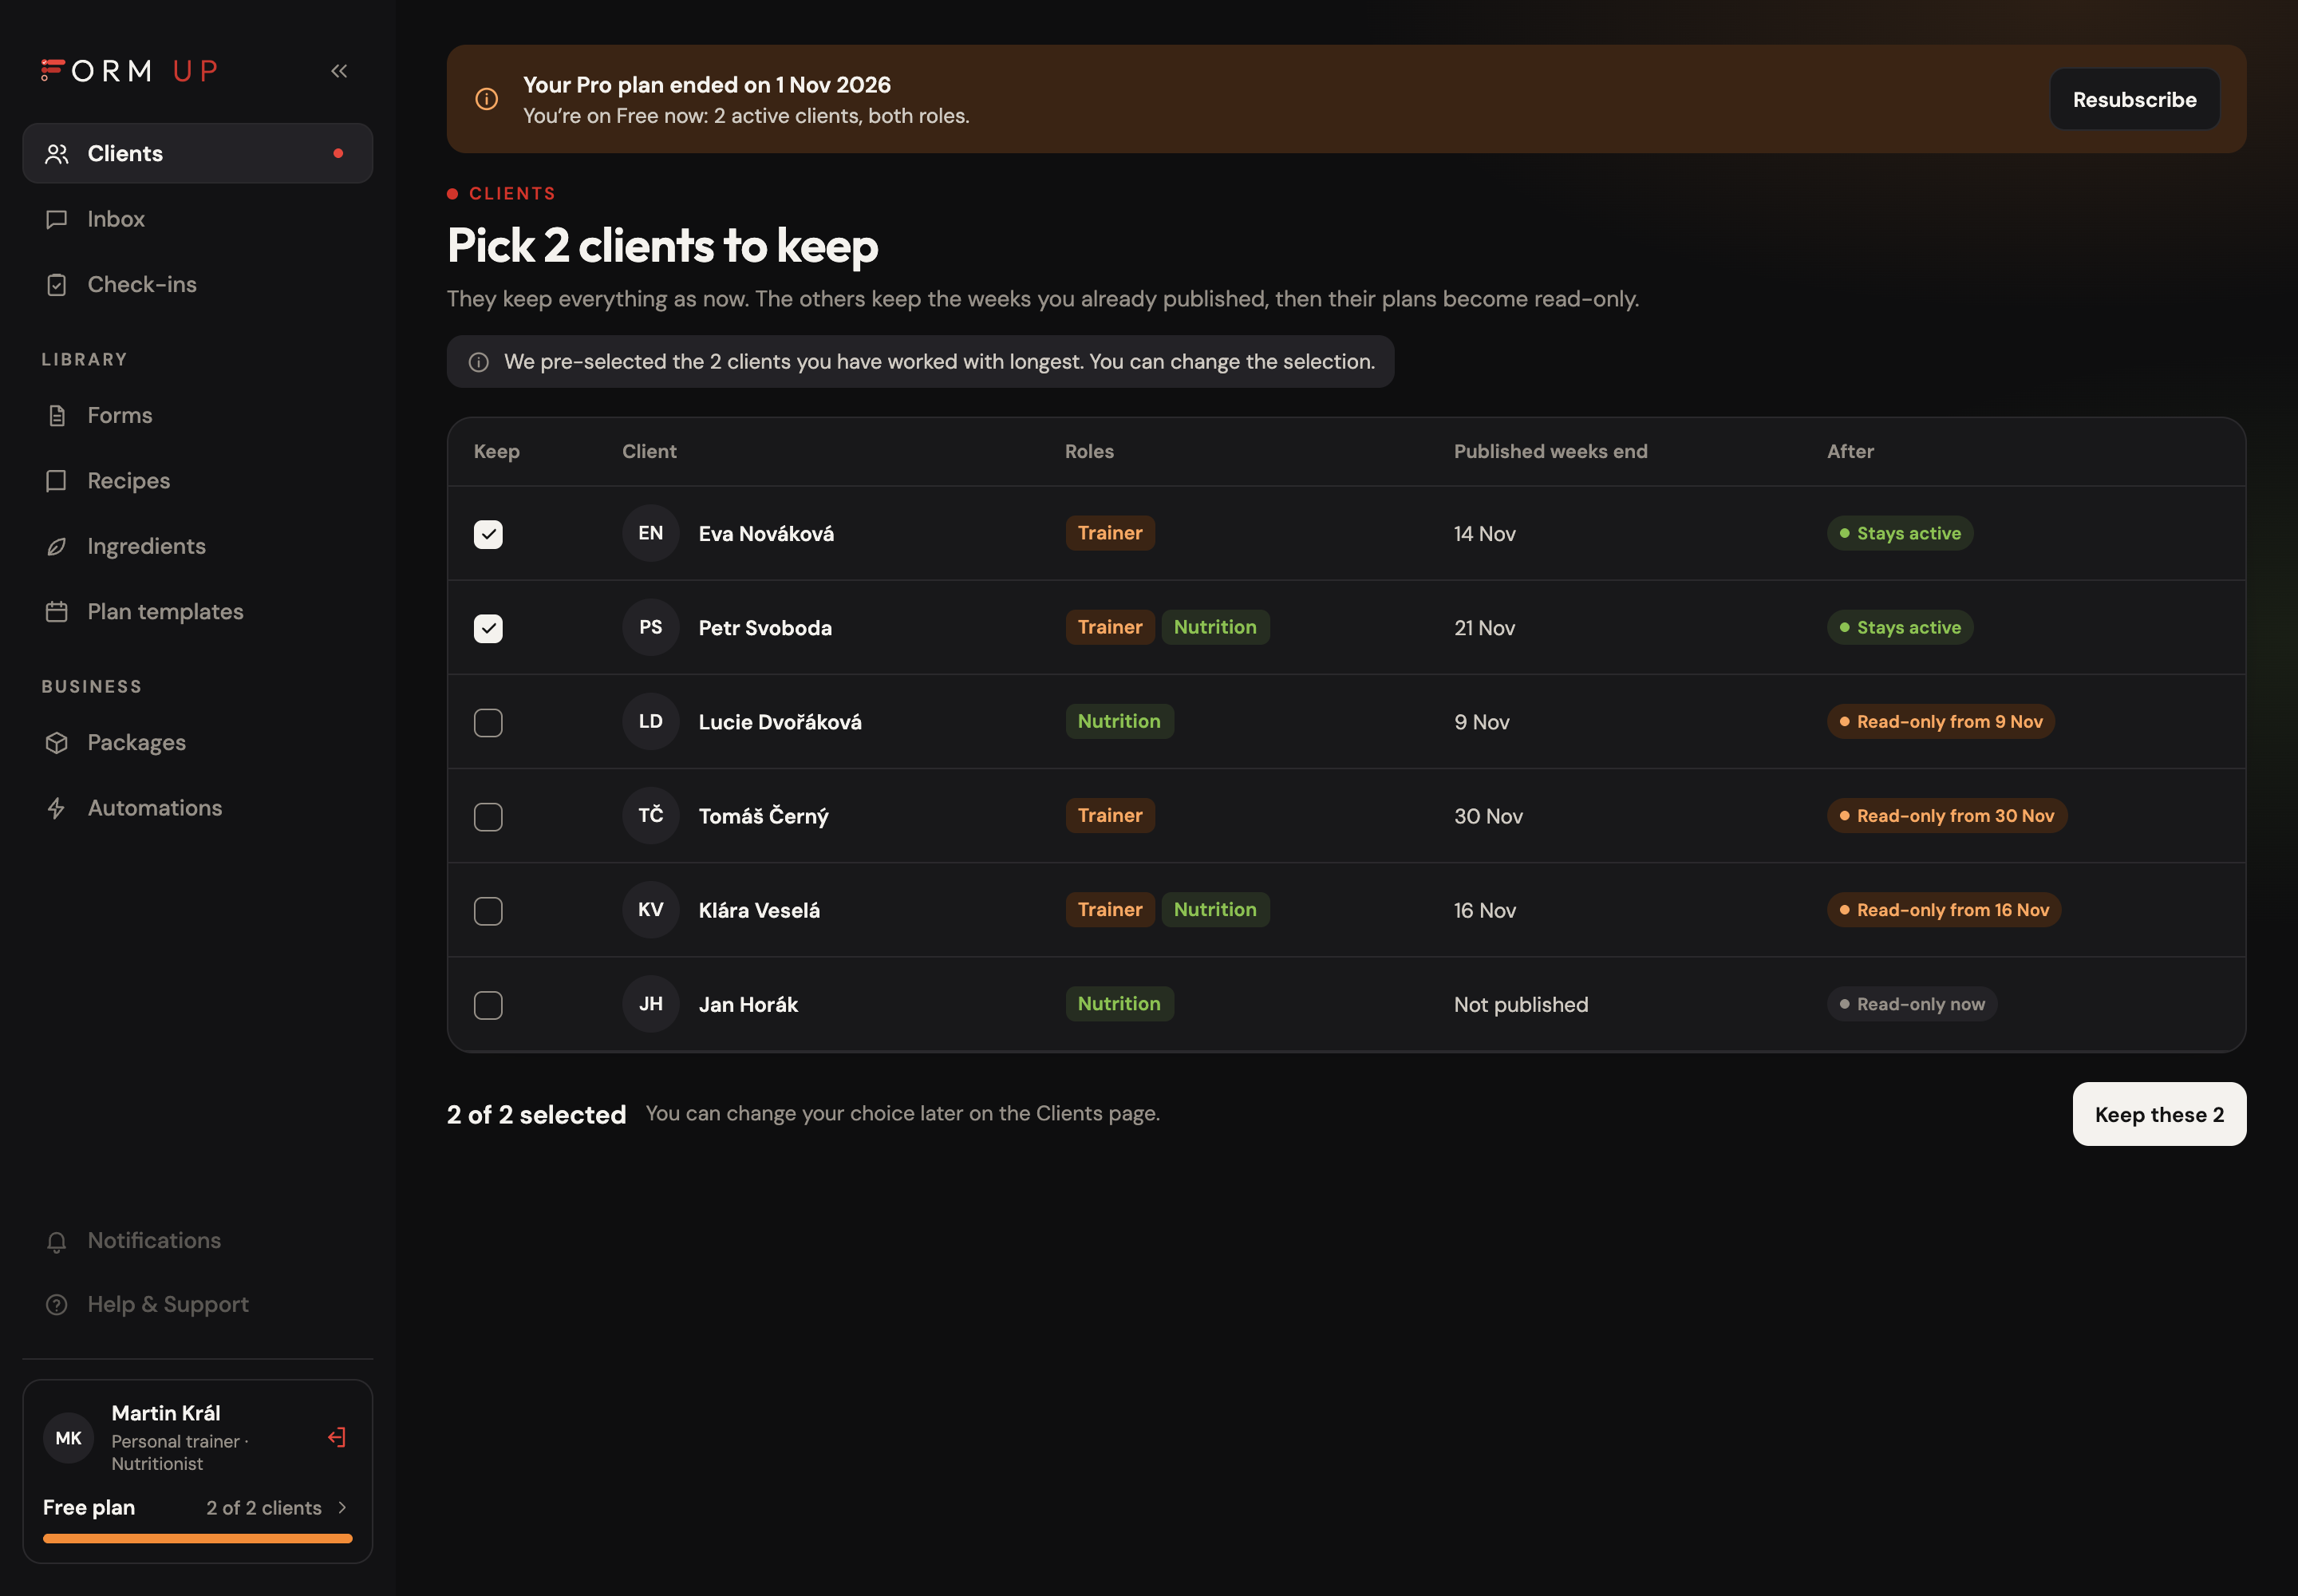 FORM UP
Clients
Inbox
Check-ins
LIBRARY
Forms
Recipes
Ingredients
Plan templates
BUSINESS
Packages
Automations
Notifications
Help & Support
MK
Martin Král
Personal trainer ·
Nutritionist
Free plan 2 of 2 clients
Your Pro plan ended on 1 Nov 2026
You’re on Free now: 2 active clients, both roles.
Resubscribe
CLIENTS
Pick 2 clients to keep
They keep everything as now. The others keep the weeks you already published, then their plans become read-only.
We pre-selected the 2 clients you have worked with longest. You can change the selection.
Keep Client Roles Published weeks end After
EN Eva Nováková Trainer 14 Nov Stays active
PS Petr Svoboda Trainer Nutrition 21 Nov Stays active
LD Lucie Dvořáková Nutrition 9 Nov Read-only from 9 Nov
TČ Tomáš Černý Trainer 30 Nov Read-only from 30 Nov
KV Klára Veselá Trainer Nutrition 16 Nov Read-only from 16 Nov
JH Jan Horák Nutrition Not published Read-only now
2 of 2 selected You can change your choice later on the Clients page.
Keep these 2